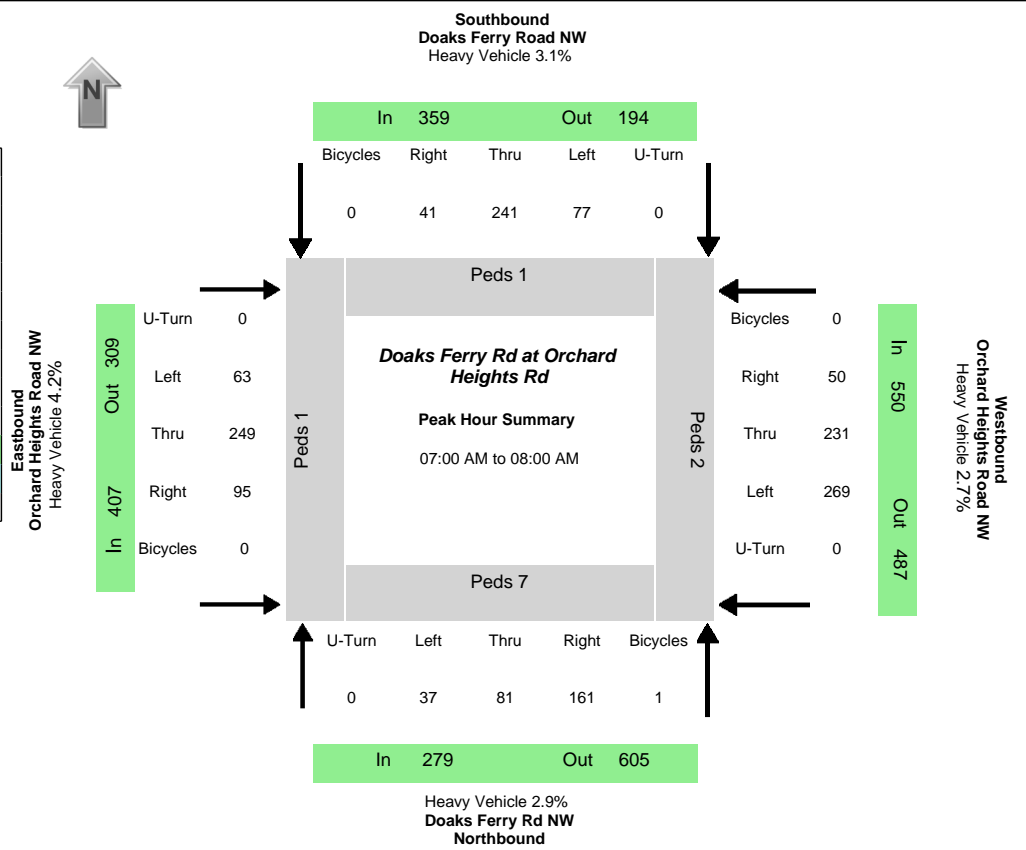 Southbound
Doaks Ferry Road NW
Heavy Vehicle 3.1%
N
In 359 Out 194
Bicycles Right Thru Left U-Turn
0 41 241 77 0
Peds 1
Eastbound
Orchard Heights Road NW
Heavy Vehicle 4.2%
Out 309
In 407
U-Turn 0
Left 63
Thru 249
Right 95
Bicycles 0
Peds 1
Doaks Ferry Rd at Orchard
Heights Rd
Peak Hour Summary
07:00 AM to 08:00 AM
Peds 2
Bicycles 0
Right 50
Thru 231
Left 269
U-Turn 0
In 550
Out 487
Westbound
Orchard Heights Road NW
Heavy Vehicle 2.7%
Peds 7
U-Turn Left Thru Right Bicycles
0 37 81 161 1
In 279 Out 605
Heavy Vehicle 2.9%
Doaks Ferry Rd NW
Northbound